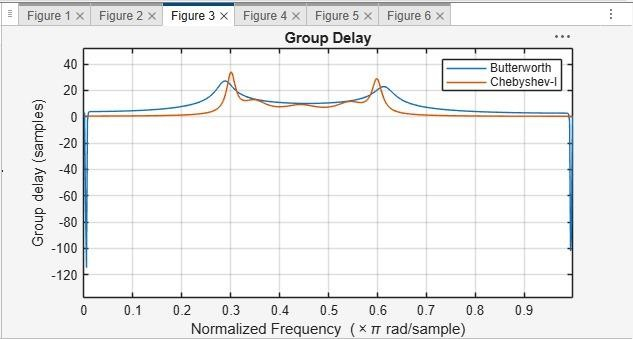 Figure 1 × Figure 2 × Figure 3 × Figure 4 × Figure 5 × Figure 6 ×
Group Delay
Butterworth
Chebyshev-I
Group delay (samples)
40
20
0
-20
-40
-60
-80
-100
-120
0 0.1 0.2 0.3 0.4 0.5 0.6 0.7 0.8 0.9
Normalized Frequency (×π rad/sample)